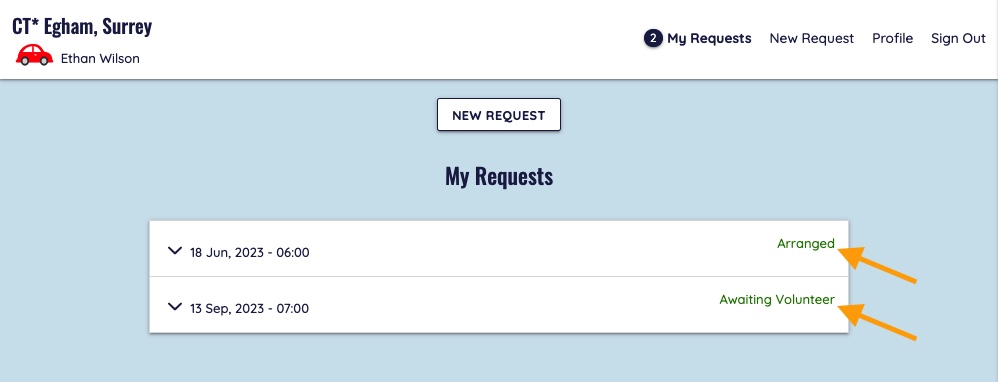 CT* Egham, Surrey
Ethan Wilson
2 My Requests New Request Profile Sign Out
NEW REQUEST
My Requests
18 Jun, 2023 - 06:00 Arranged
13 Sep, 2023 - 07:00 Awaiting Volunteer